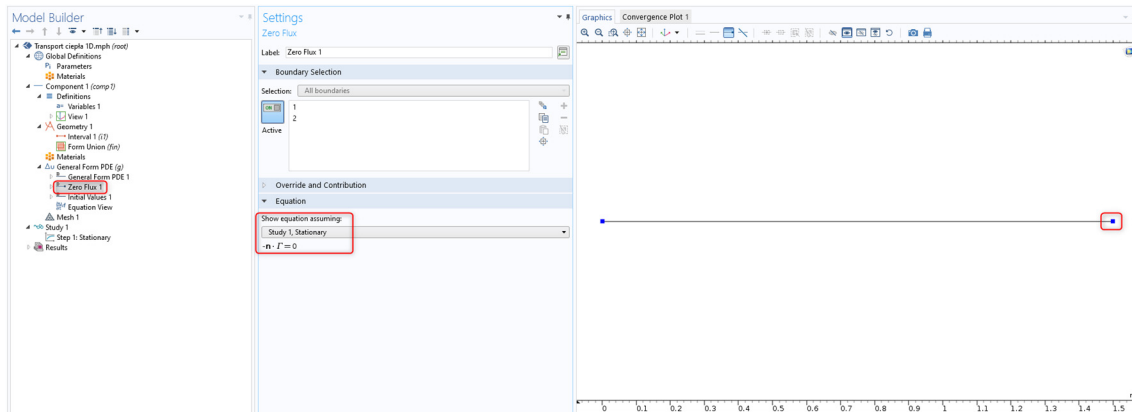 Model Builder
Transport ciepła 1D.mph (root)
Global Definitions
Pi Parameters
Materials
Component 1 (comp1)
Definitions
a= Variables 1
View 1
Geometry 1
Interval 1 (i1)
Form Union (fin)
Materials
Δu General Form PDE (g)
General Form PDE 1
Zero Flux 1
Initial Values 1
Equation View
Mesh 1
Study 1
Step 1: Stationary
Results
Settings
Zero Flux
Label: Zero Flux 1
Boundary Selection
Selection: All boundaries
1
2
Active
Override and Contribution
Equation
Show equation assuming:
Study 1, Stationary
-n · Γ = 0
Graphics Convergence Plot 1
0 0.1 0.2 0.3 0.4 0.5 0.6 0.7 0.8 0.9 1 1.1 1.2 1.3 1.4 1.5